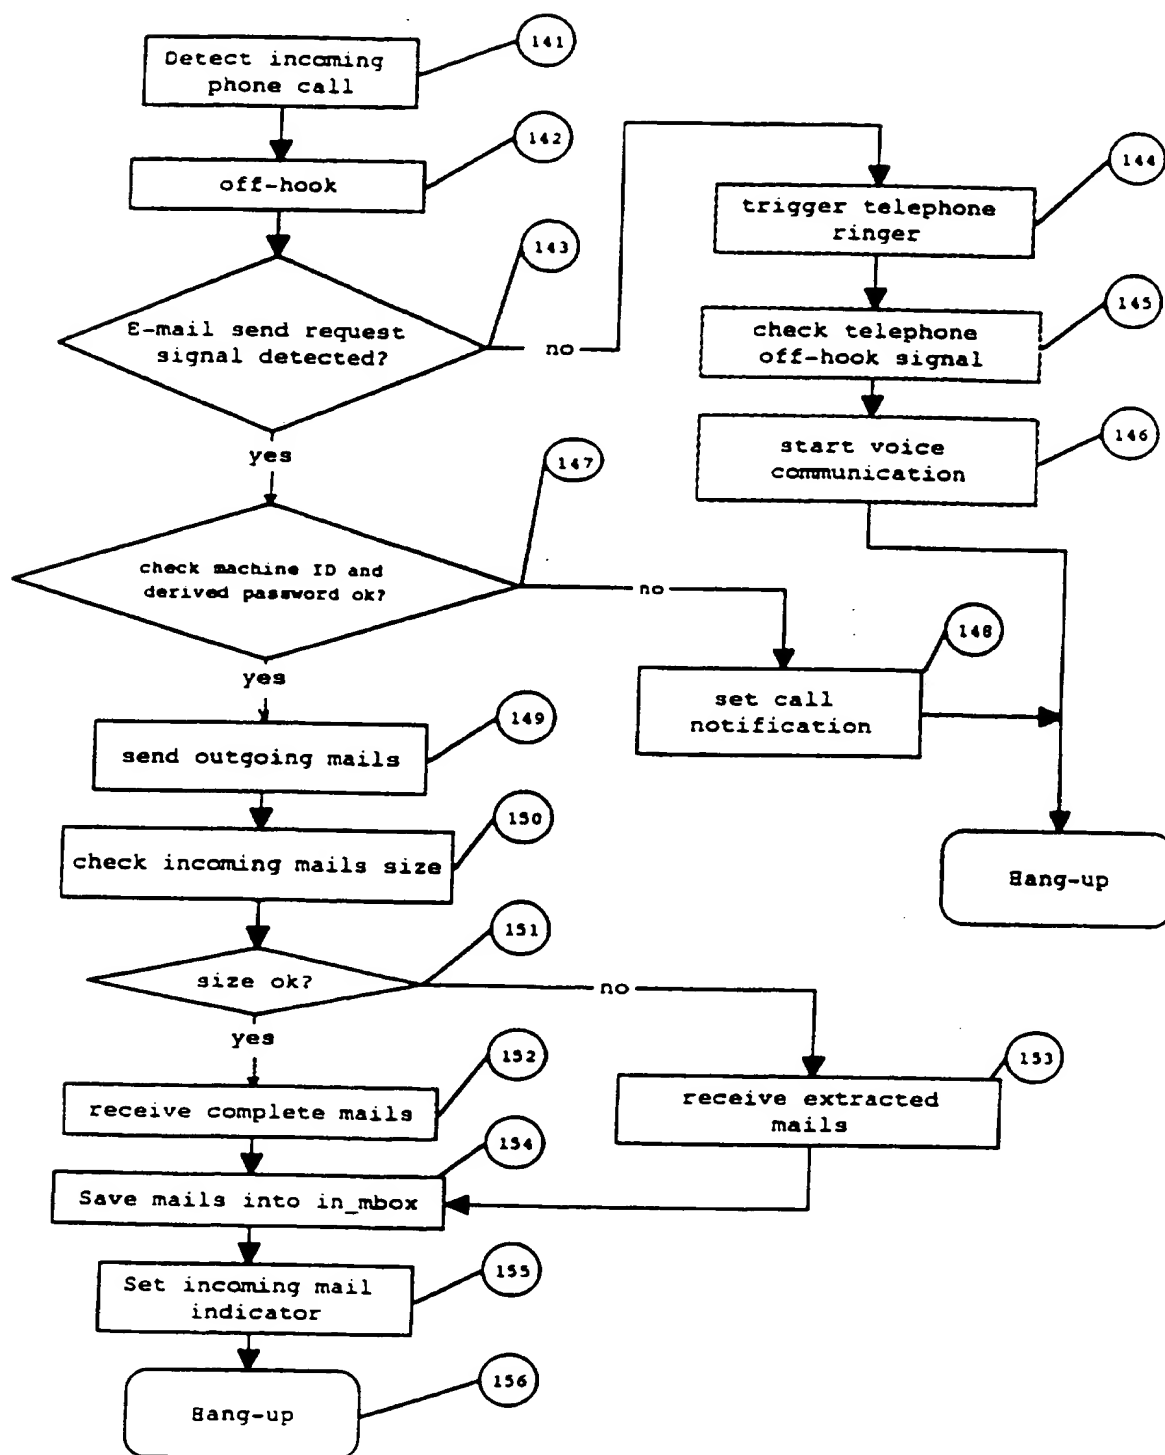 141
Detect incoming
phone call
142
off-hook
143
E-mail send request
signal detected?
no
144
trigger telephone
ringer
145
check telephone
off-hook signal
146
start voice
communication
yes
147
check machine ID and
derived password ok?
no
148
set call
notification
yes
149
send outgoing mails
150
check incoming mails size
Hang-up
151
size ok?
no
yes
152
receive complete mails
153
receive extracted
mails
154
Save mails into in_mbox
155
Set incoming mail
indicator
156
Hang-up